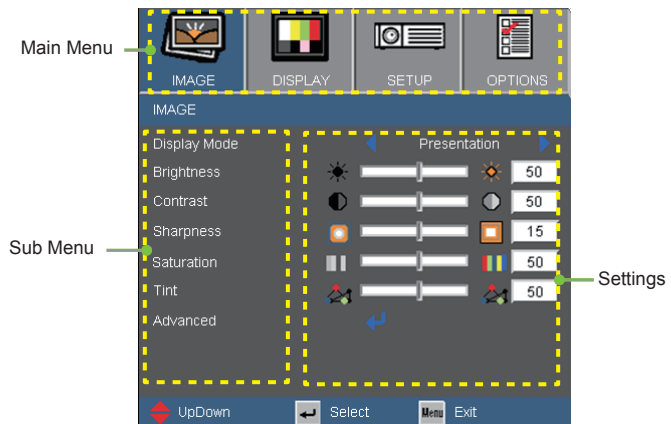 Main Menu
IMAGE DISPLAY SETUP OPTIONS
IMAGE
Display Mode Presentation
Brightness 50
Contrast 50
Sharpness 15
Sub Menu
Saturation 50
Settings
Tint 50
Advanced
UpDown Select Menu Exit